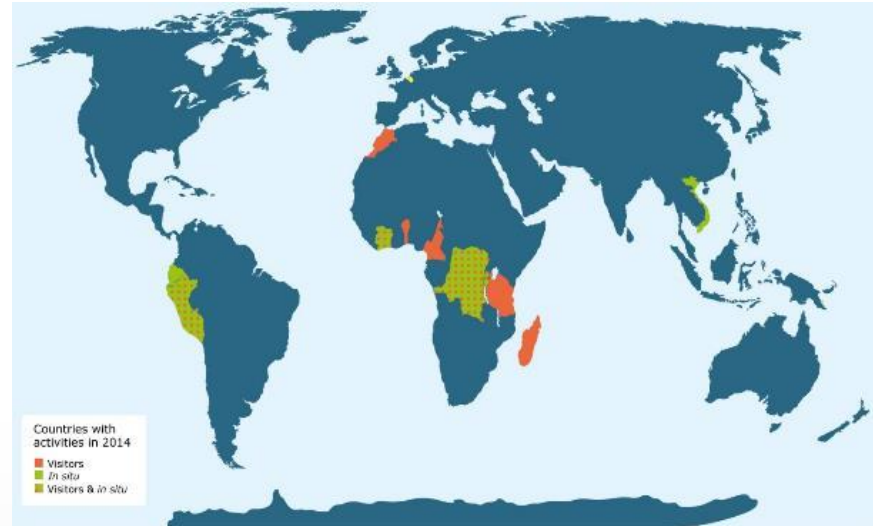 Countries with
activities in 2014
Visitors
In situ
Visitors & in situ